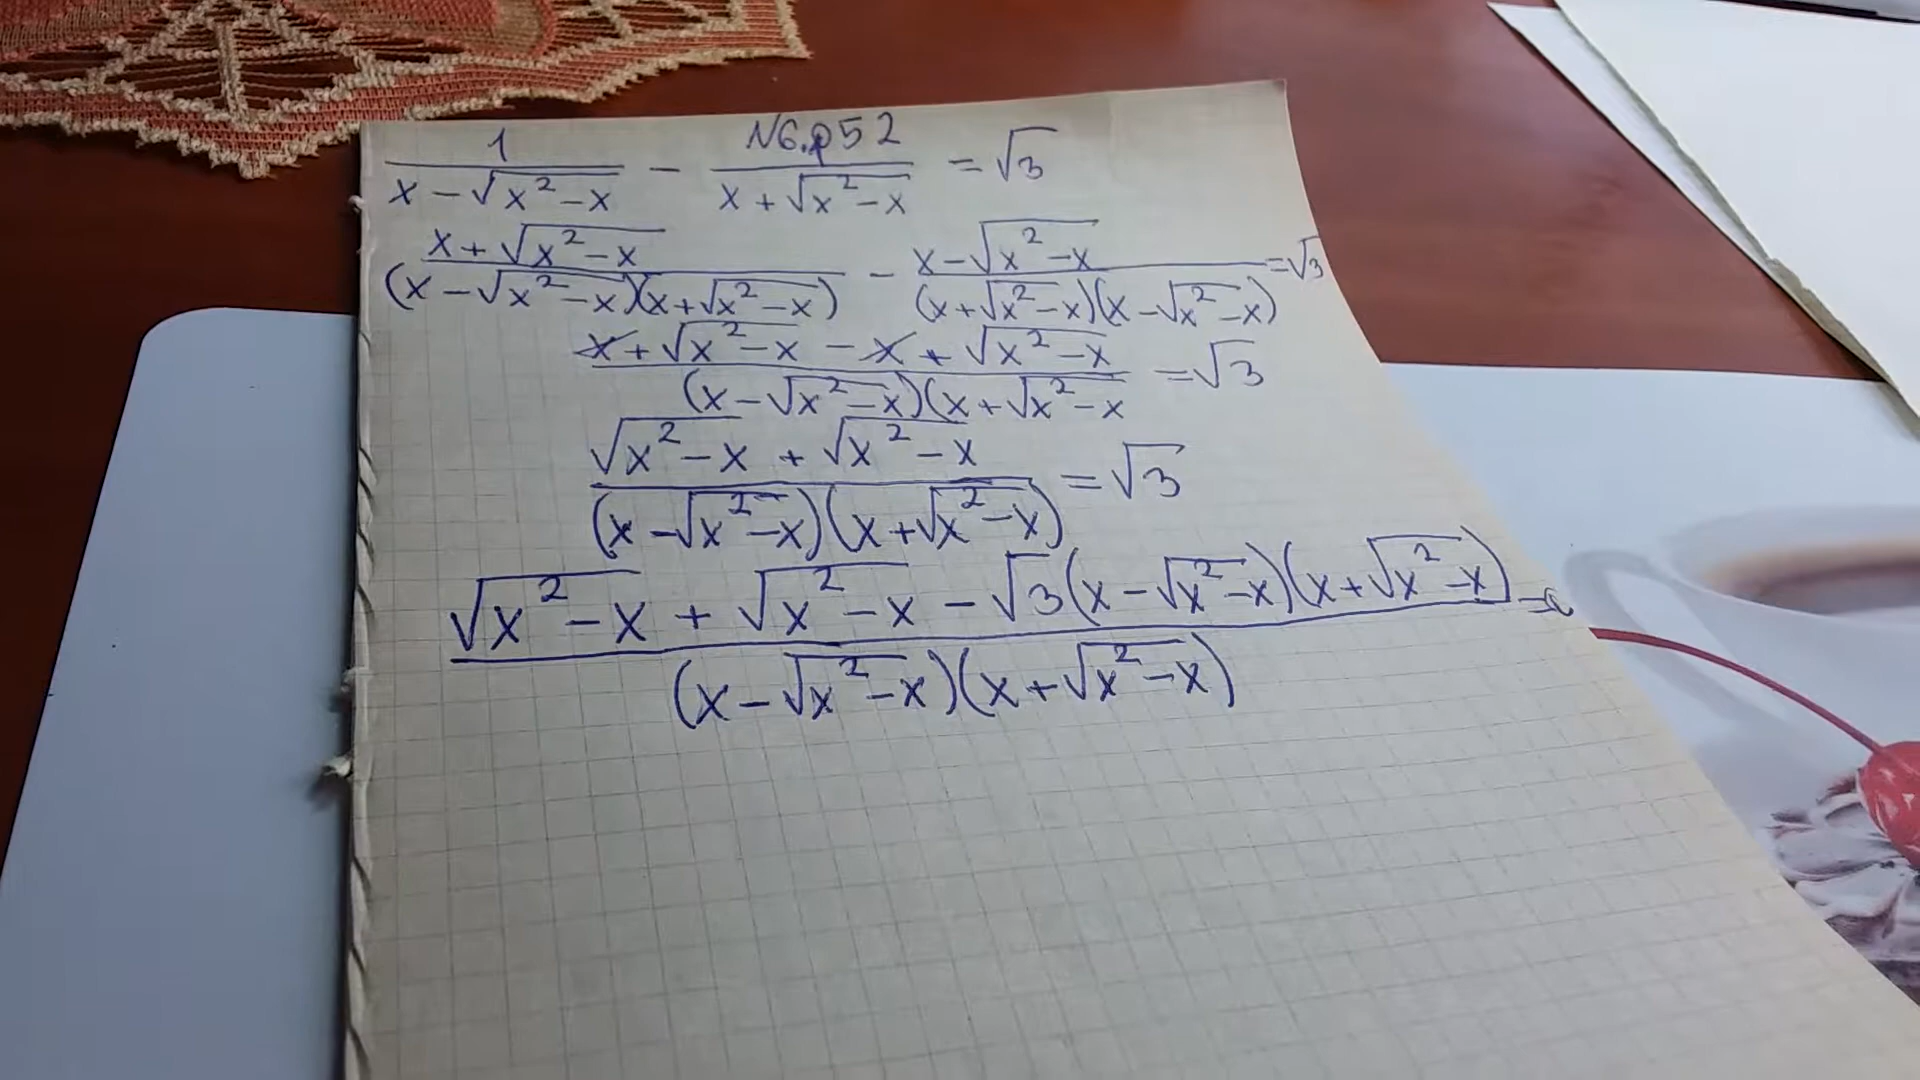 N6.052
1/(x-√(x²-x)) - 1/(x+√(x²-x)) = √3
(x+√(x²-x))/((x-√(x²-x))(x+√(x²-x))) - (x-√(x²-x))/((x+√(x²-x))(x-√(x²-x))) = √3
(x+√(x²-x) - x + √(x²-x))/((x-√(x²-x))(x+√(x²-x)) = √3
(√(x²-x) + √(x²-x))/((x-√(x²-x))(x+√(x²-x))) = √3
(√(x²-x) + √(x²-x) - √3(x-√(x²-x))(x+√(x²-x)))/((x-√(x²-x))(x+√(x²-x))) = 0